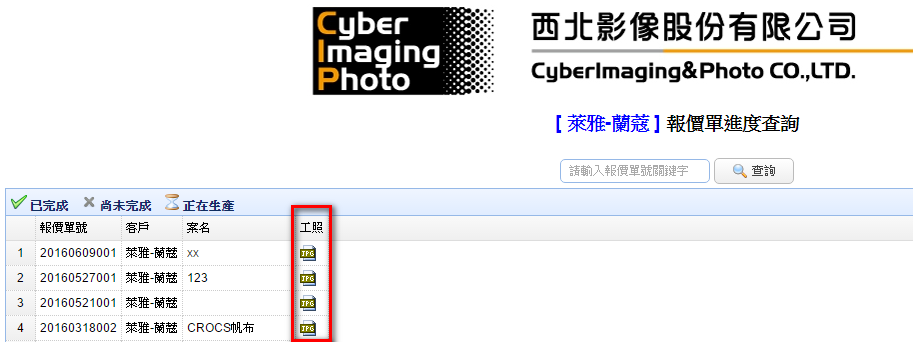 Cyber
Imaging
Photo
西北影像股份有限公司
CyberImaging&Photo CO.,LTD.
[ 萊雅-蘭蔻 ] 報價單進度查詢
請輸入報價單號關鍵字 查詢
已完成 尚未完成 正在生產
報價單號 客戶 案名 工照
1 20160609001 萊雅-蘭蔻 xx JPG
2 20160527001 萊雅-蘭蔻 123 JPG
3 20160521001 萊雅-蘭蔻 JPG
4 20160318002 萊雅-蘭蔻 CROCS帆布 JPG